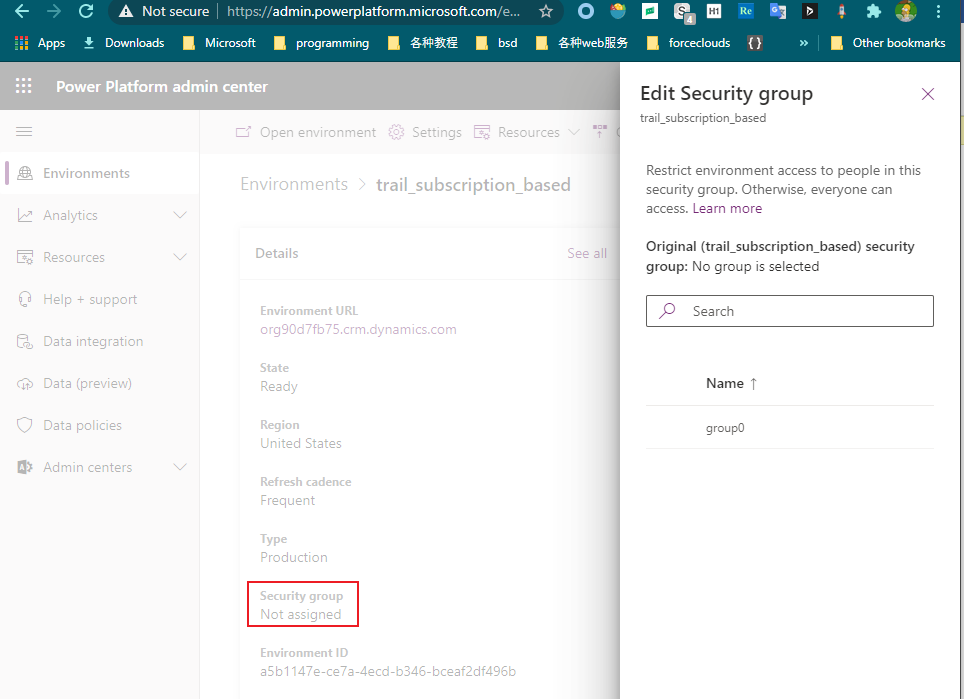 Not secure
https://admin.powerplatform.microsoft.com/e...
4
H1
Re
Apps
Downloads
Microsoft
programming
各种教程
bsd
各种web服务
forceclouds
{}
»
Other bookmarks
Power Platform admin center
Environments
Analytics
Resources
Help + support
Data integration
Data (preview)
Data policies
Admin centers
Open environment
Settings
Resources
Environments > trail_subscription_based
Details
See all
Environment URL
org90d7fb75.crm.dynamics.com
State
Ready
Region
United States
Refresh cadence
Frequent
Type
Production
Security group
Not assigned
Environment ID
a5b1147e-ce7a-4ecd-b346-bceaf2df496b
Edit Security group
trail_subscription_based
Restrict environment access to people in this
security group. Otherwise, everyone can
access. Learn more
Original (trail_subscription_based) security
group: No group is selected
Search
Name ↑
group0